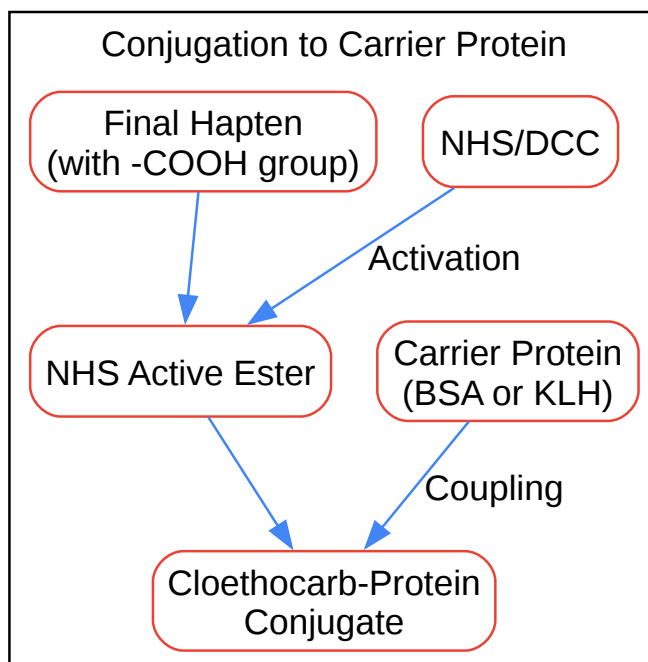 Conjugation to Carrier Protein
Final Hapten
(with -COOH group)
NHS/DCC
Activation
NHS Active Ester
Carrier Protein
(BSA or KLH)
Coupling
Cloethocarb-Protein
Conjugate